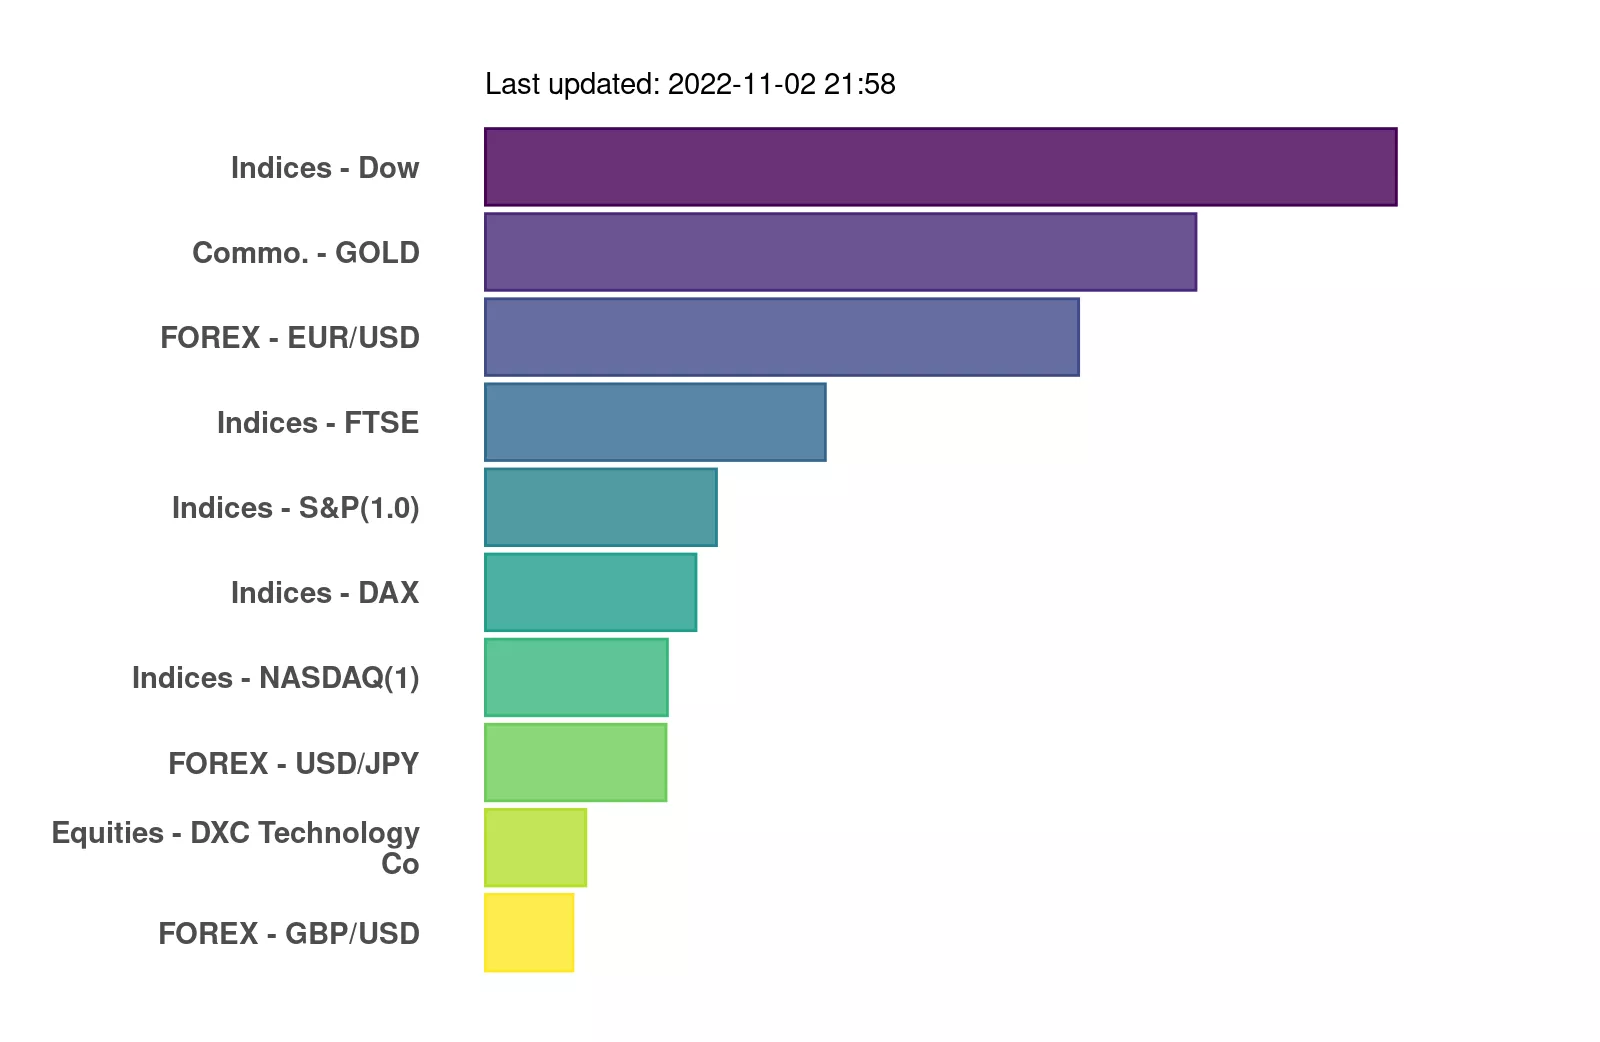 Last updated: 2022-11-02 21:58
Indices - Dow
Commo. - GOLD
FOREX - EUR/USD
Indices - FTSE
Indices - S&P(1.0)
Indices - DAX
Indices - NASDAQ(1)
FOREX - USD/JPY
Equities - DXC Technology
Co
FOREX - GBP/USD